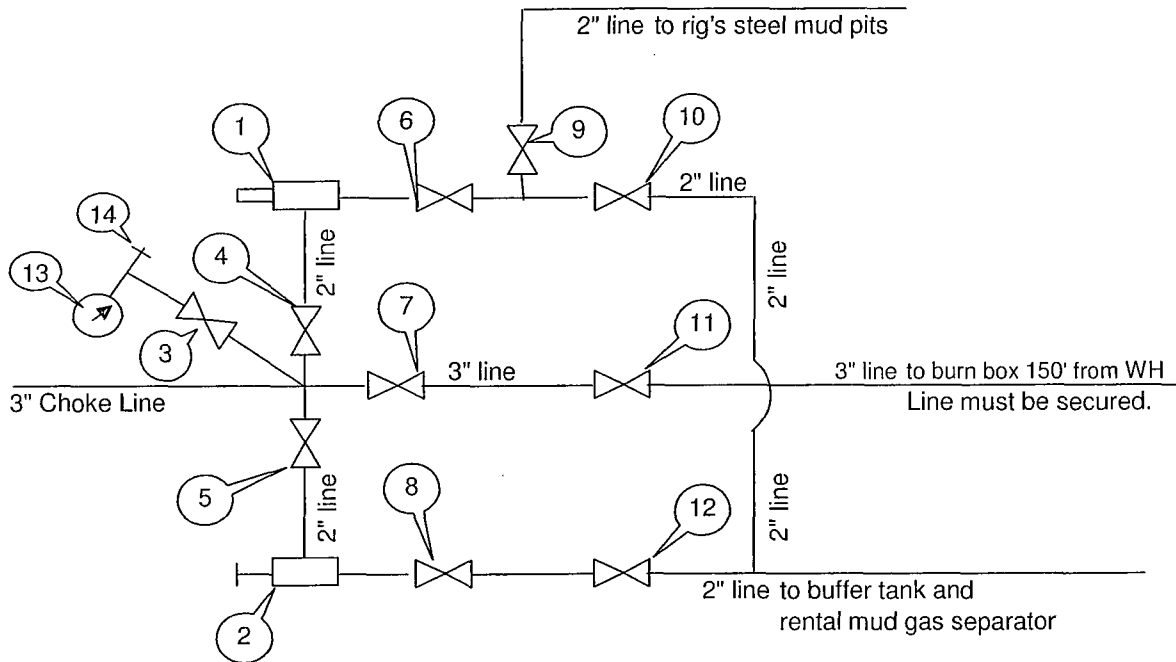 2" line to rig's steel mud pits
1
6
9
10
2" line
14
13
4
2" line
3
7
11
2" line
3" line
3" line to burn box 150' from WH
3" Choke Line
Line must be secured.
5
2" line
8
12
2" line
2
2" line to buffer tank and
rental mud gas separator